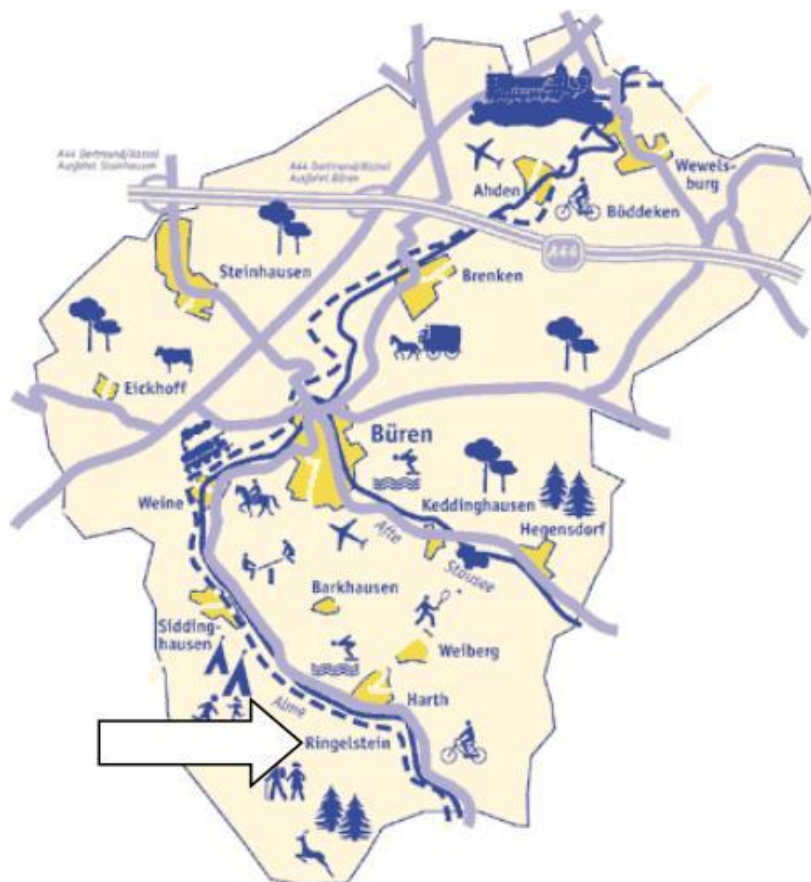 A44 Dortmund/Kassel
Ausfahrt Steinhausen
A44 Dortmund/Kassel
Ausfahrt Büren
Ahden
Wewels-
burg
Böddeken
Steinhausen
A44
Brenken
Eickhoff
Büren
Keddinghausen
Weine
Hegensdorf
Afte
Stausee
Barkhausen
Sidding-
hausen
Weiberg
Harth
Alme
Ringelstein